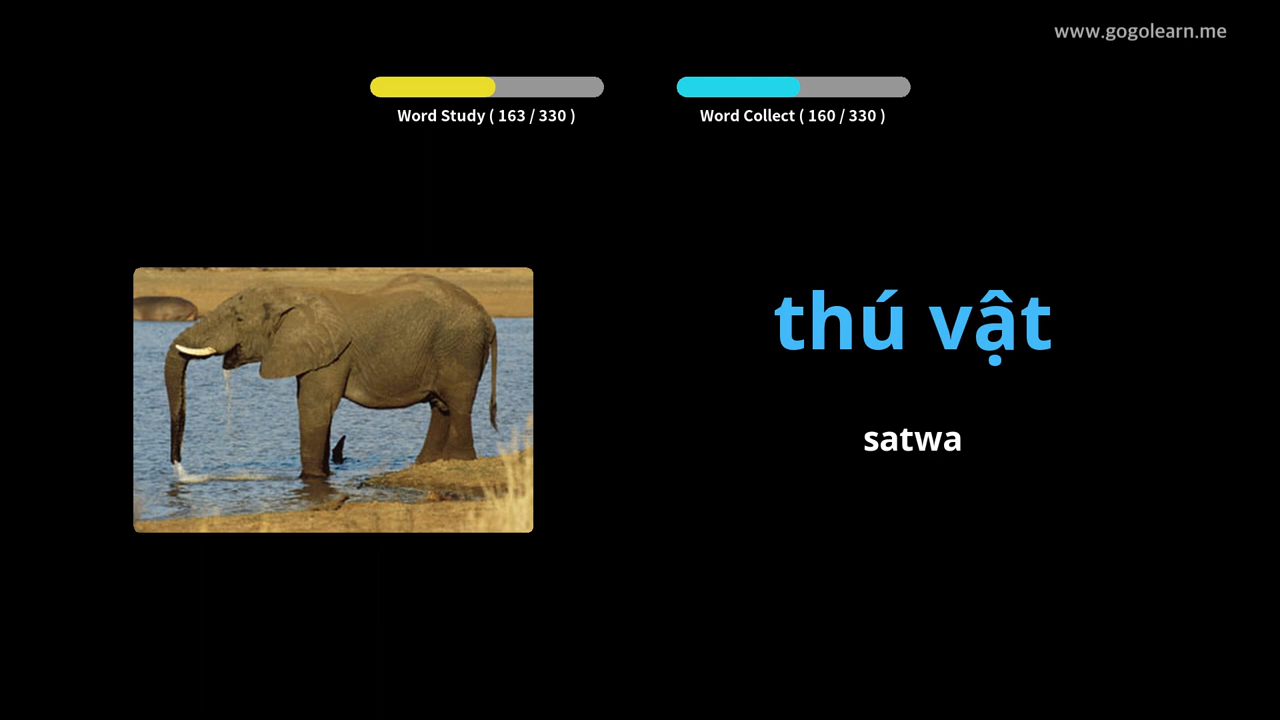 www.gogolearn.me
Word Study ( 163 / 330 )
Word Collect ( 160 / 330 )
thú vật
satwa